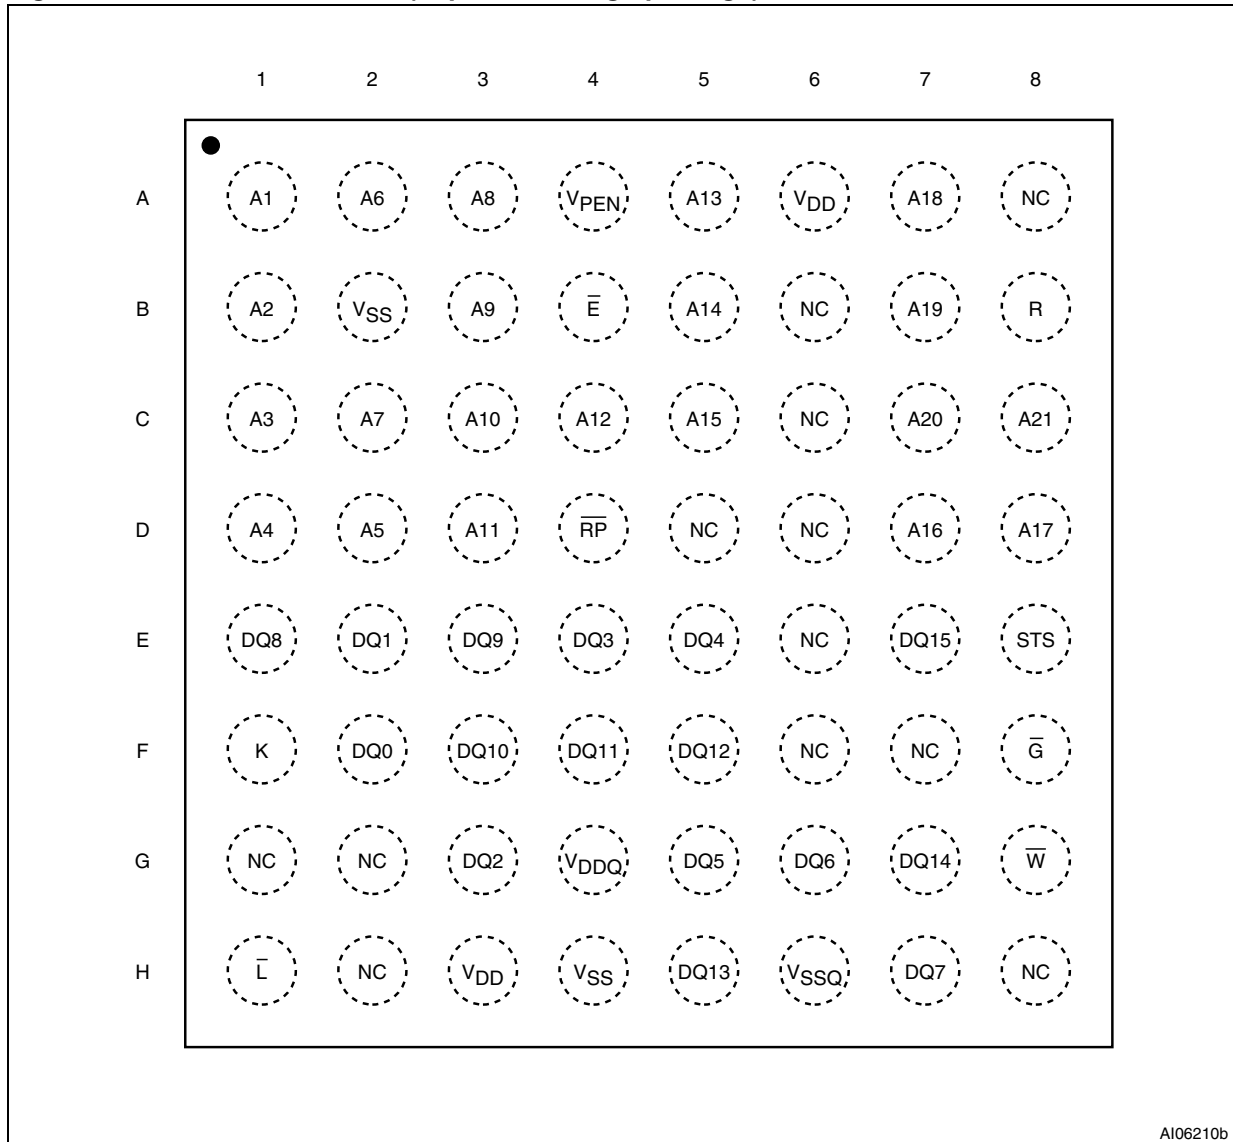 1 2 3 4 5 6 7 8
A A1 A6 A8 VPEN A13 VDD A18 NC
B A2 VSS A9 E̅ A14 NC A19 R
C A3 A7 A10 A12 A15 NC A20 A21
D A4 A5 A11 R̅P̅ NC NC A16 A17
E DQ8 DQ1 DQ9 DQ3 DQ4 NC DQ15 STS
F K DQ0 DQ10 DQ11 DQ12 NC NC G̅
G NC NC DQ2 VDDQ DQ5 DQ6 DQ14 W̅
H L̅ NC VDD VSS DQ13 VSSQ DQ7 NC
AI06210b